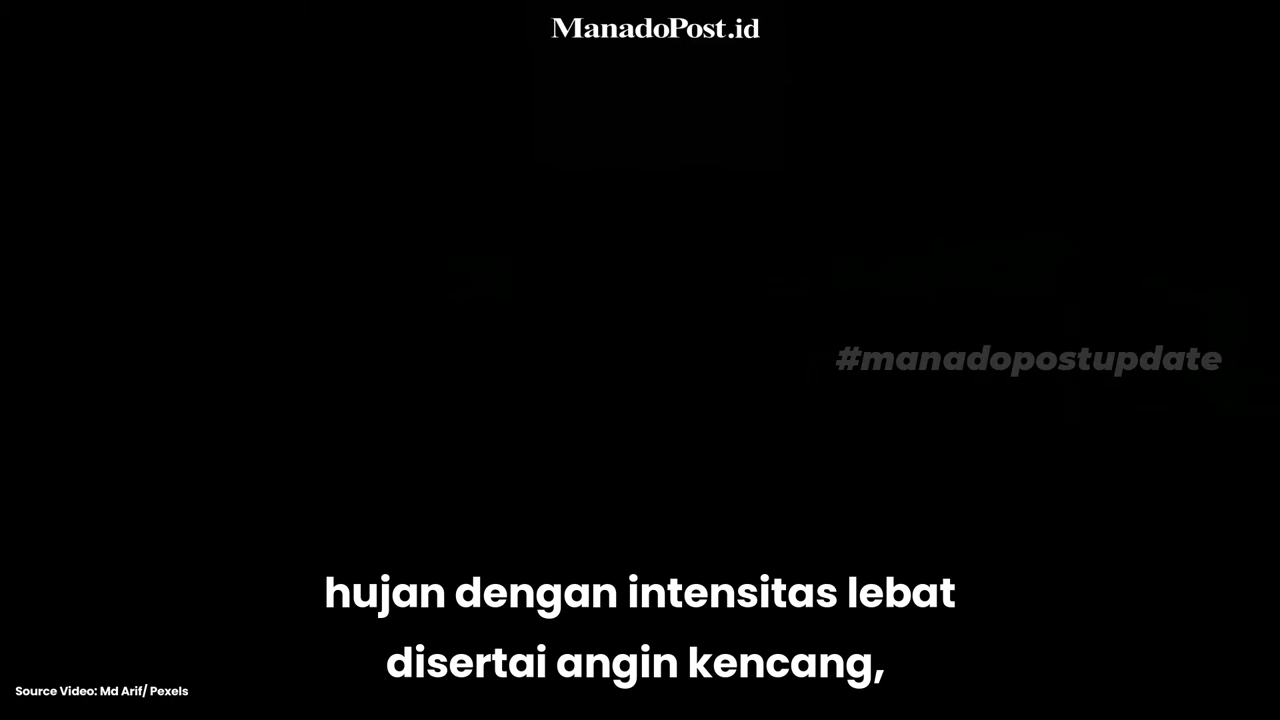 ManadoPost.id
#manadopostupdate
hujan dengan intensitas lebat
disertai angin kencang,
Source Video: Md Arif/ Pexels